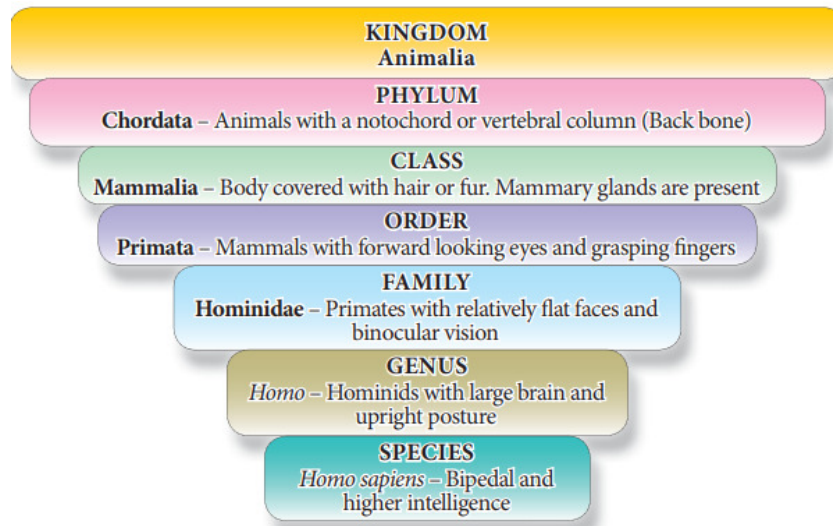 KINGDOM
Animalia
PHYLUM
Chordata – Animals with a notochord or vertebral column (Back bone)
CLASS
Mammalia – Body covered with hair or fur. Mammary glands are present
ORDER
Primata – Mammals with forward looking eyes and grasping fingers
FAMILY
Hominidae – Primates with relatively flat faces and
binocular vision
GENUS
Homo – Hominids with large brain and
upright posture
SPECIES
Homo sapiens – Bipedal and
higher intelligence